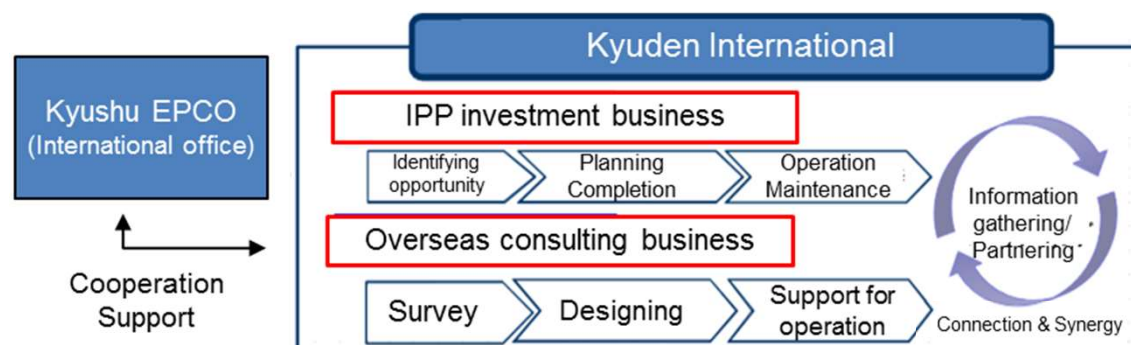 Kyuden International
Kyushu EPCO
(International office)
Cooperation
Support
IPP investment business
Identifying
opportunity
Planning
Completion
Operation
Maintenance
Overseas consulting business
Survey
Designing
Support for
operation
Information
gathering/
Partnering
Connection & Synergy